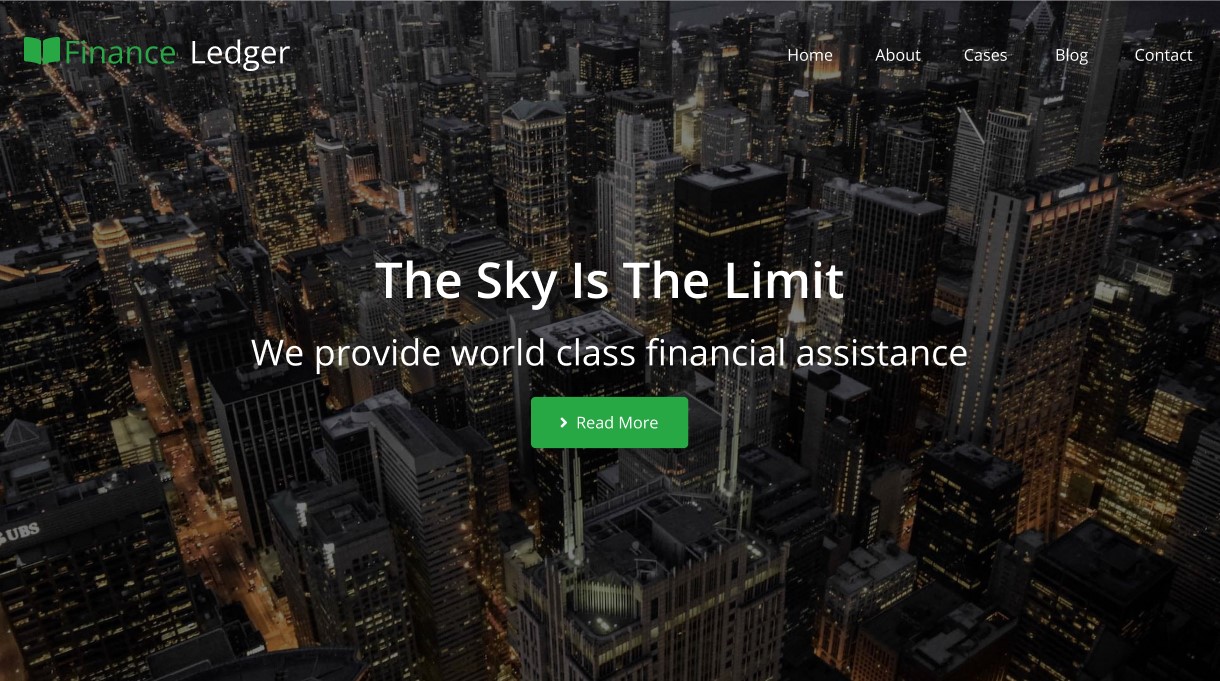 Finance Ledger
Home About Cases Blog Contact
The Sky Is The Limit
We provide world class financial assistance
Read More
UBS